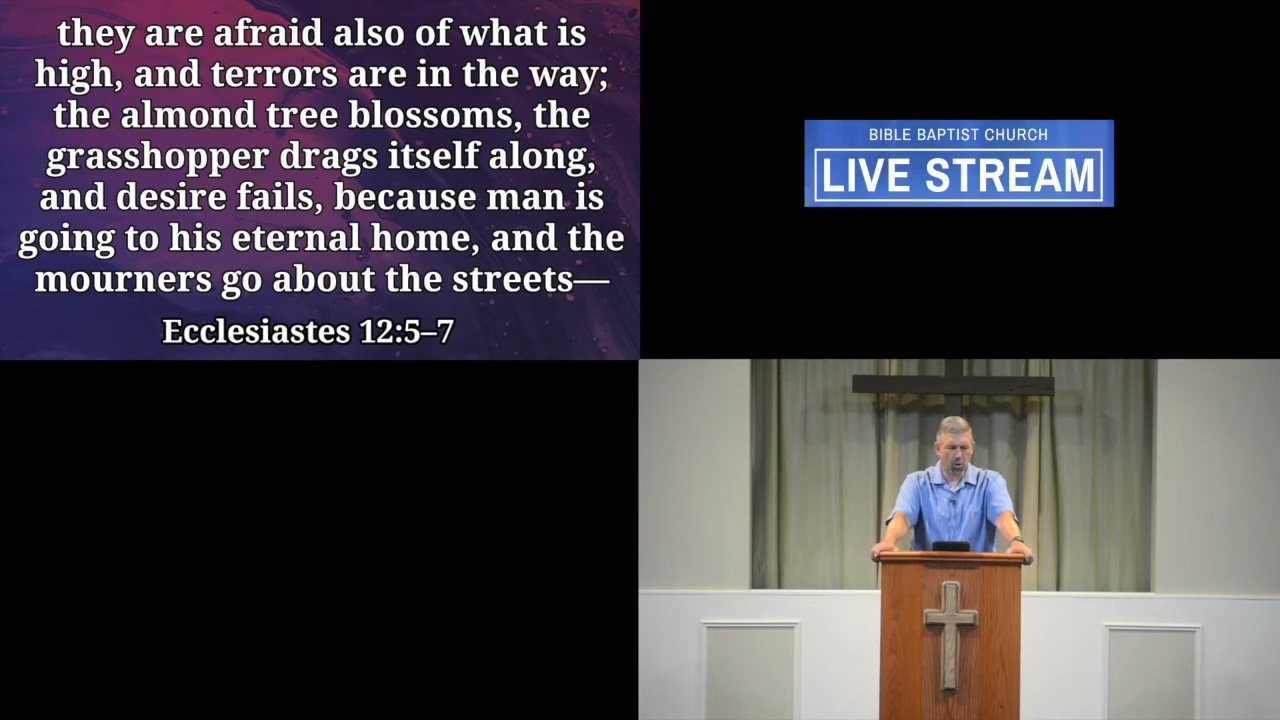 they are afraid also of what is
high, and terrors are in the way;
the almond tree blossoms, the
grasshopper drags itself along,
and desire fails, because man is
going to his eternal home, and the
mourners go about the streets—
Ecclesiastes 12:5–7
BIBLE BAPTIST CHURCH
LIVE STREAM